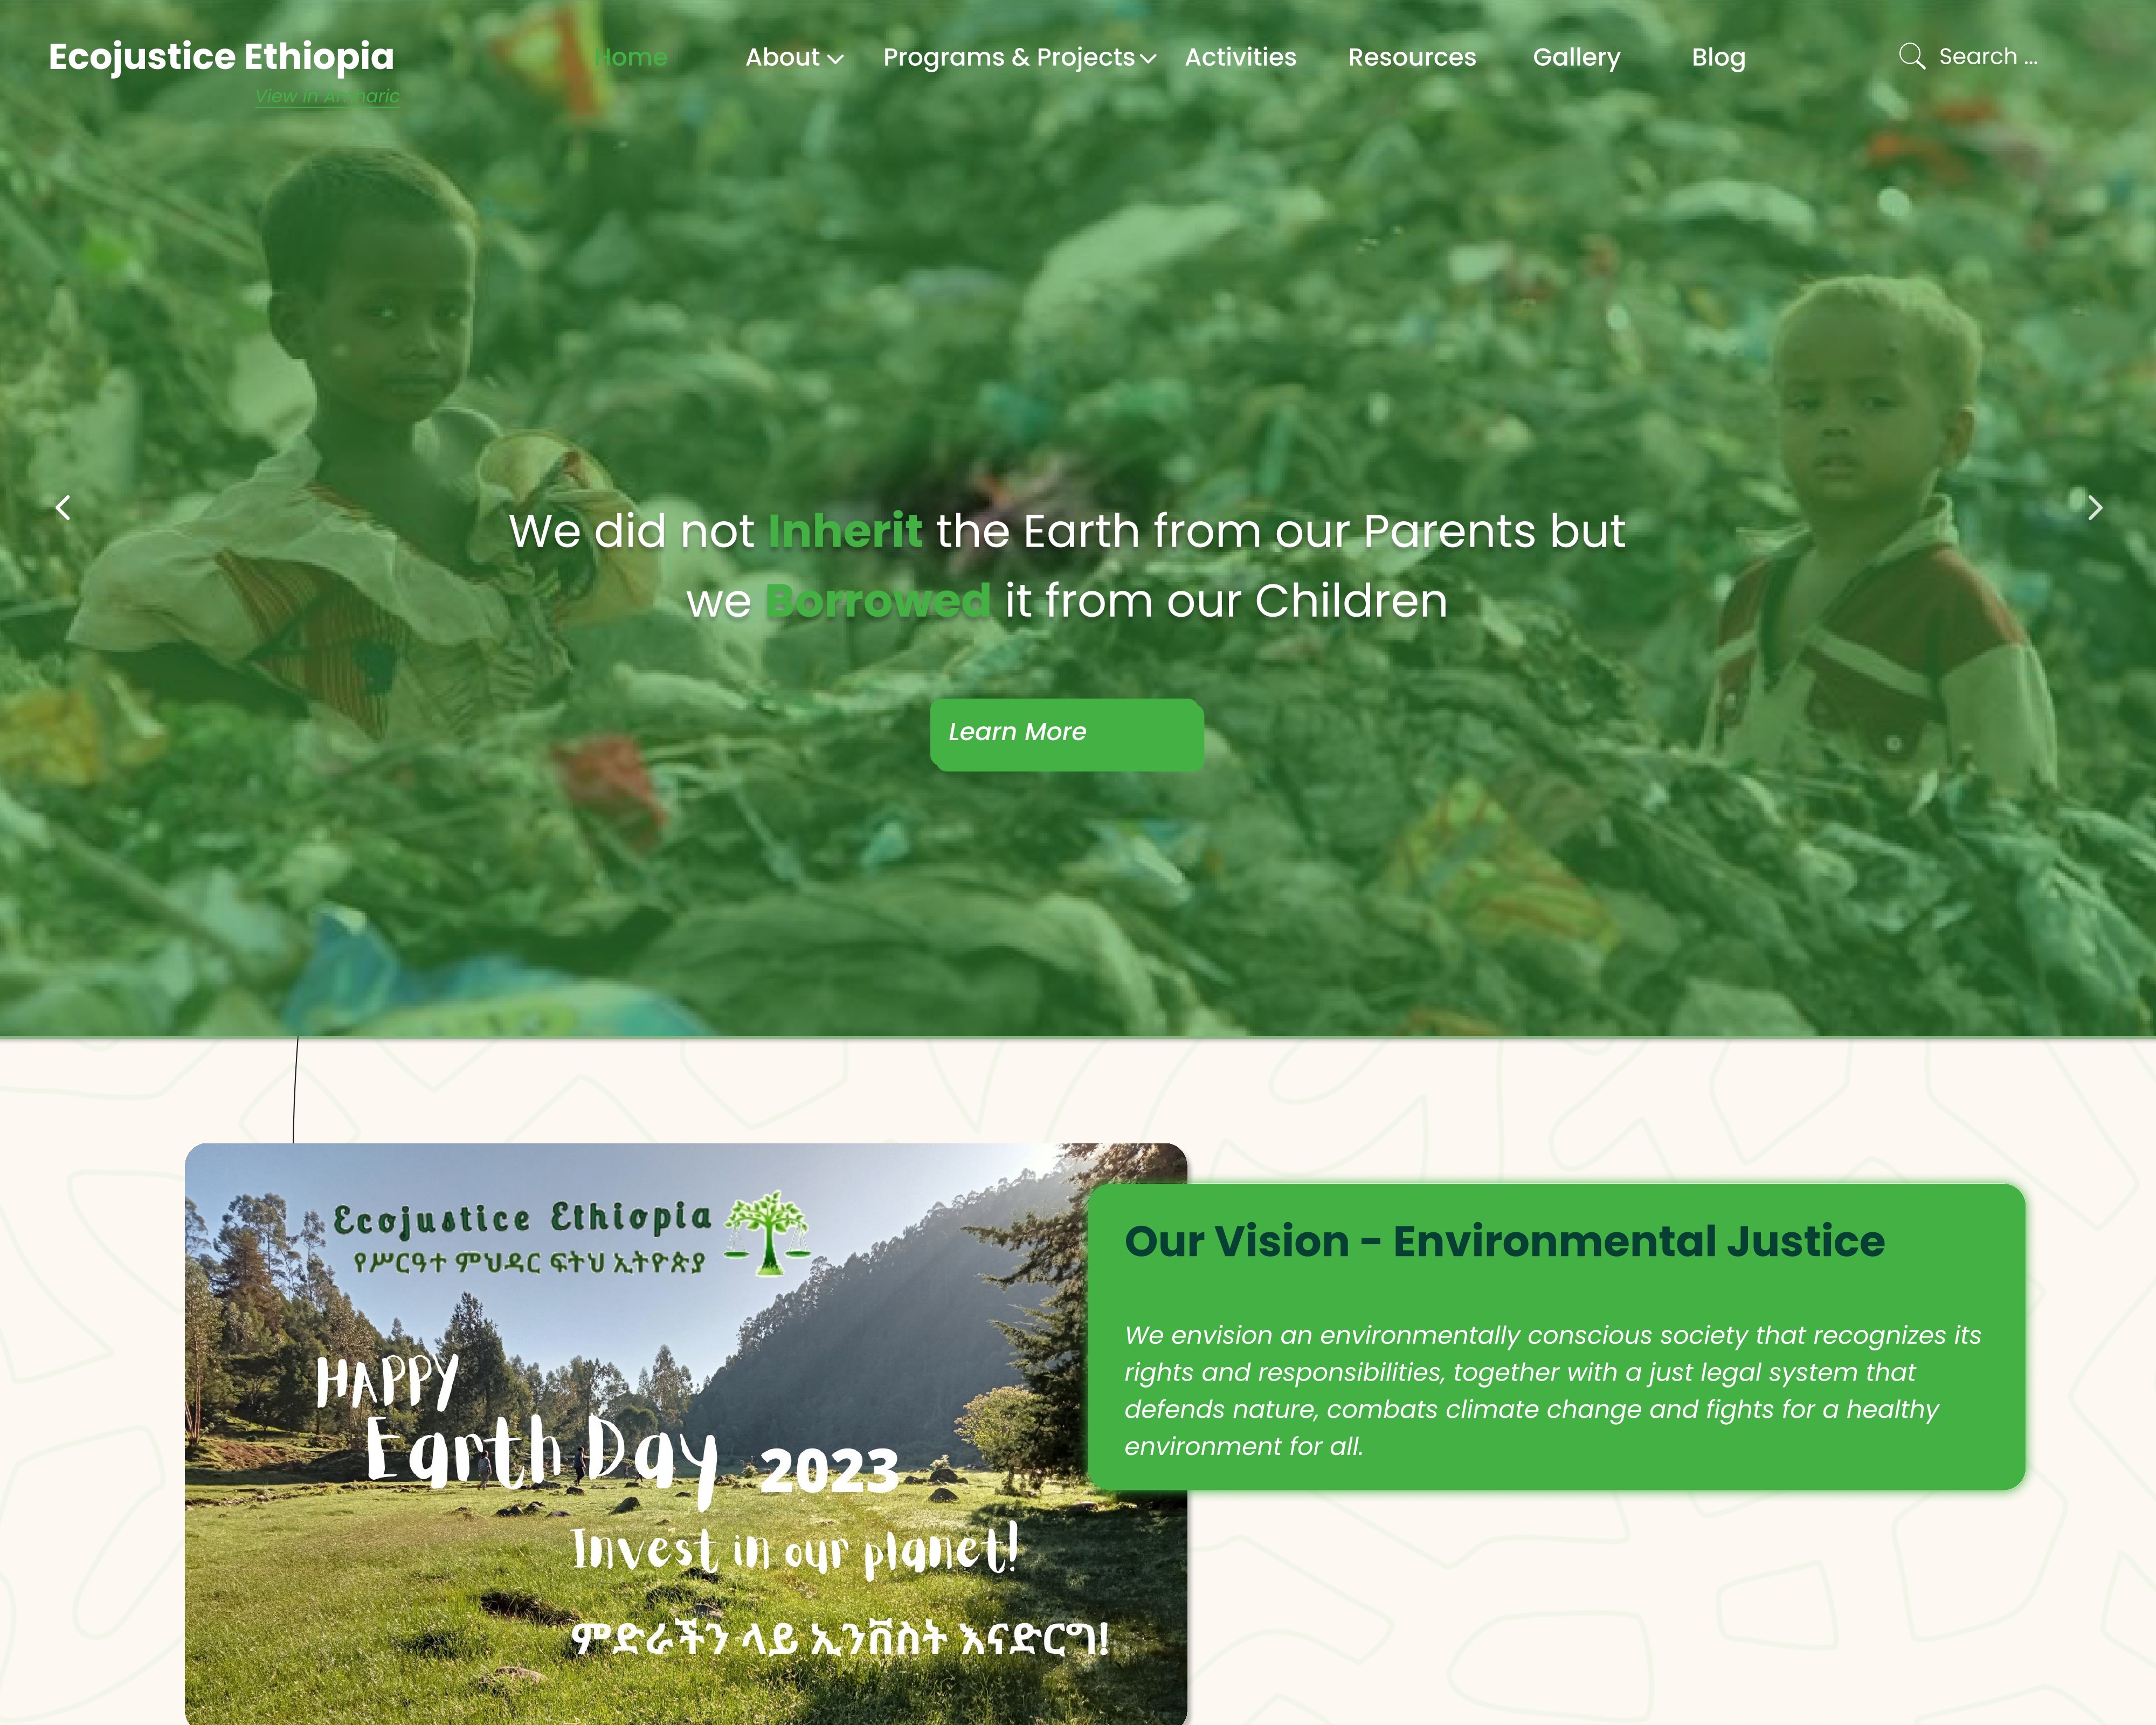 Ecojustice Ethiopia
View in Amharic
Home About Programs & Projects Activities Resources Gallery Blog Search ...
We did not Inherit the Earth from our Parents but
we Borrowed it from our Children
Learn More
Ecojustice Ethiopia
የሥርዓተ ምህዳር ፍትህ ኢትዮጵያ
HAPPY
Earth Day 2023
Invest in our planet!
ምድራችን ላይ ኢንቨስት እናድርግ!
Our Vision - Environmental Justice
We envision an environmentally conscious society that recognizes its
rights and responsibilities, together with a just legal system that
defends nature, combats climate change and fights for a healthy
environment for all.